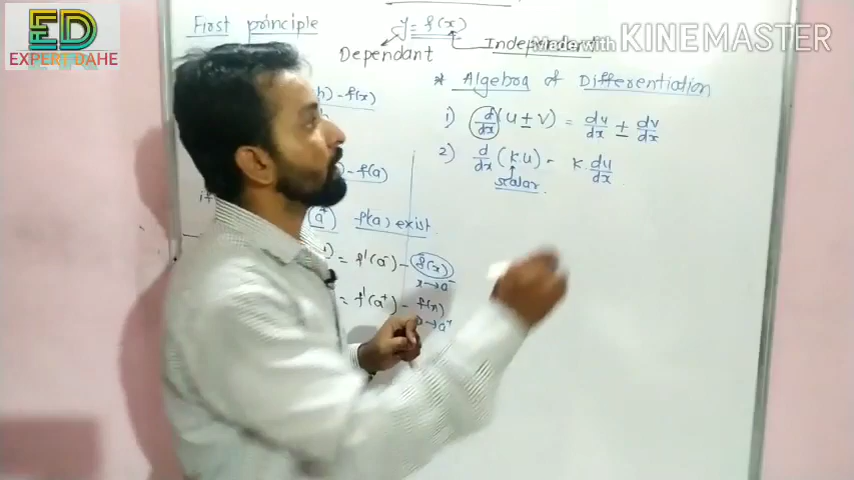 ED
EXPERT DAHE
Made with KINEMASTER
First principle
y = f(x)
Dependant Independent
h) - f(x)
h
- f(a)
(a⁺) f'(a) exist
= f'(a⁻) - f(x)
x→a⁻
= f'(a⁺) - f(x)
x→a⁺
* Algebra of Differentiation
1) d/dx (u ± v) = du/dx ± dv/dx
2) d/dx (k.u) = k.du/dx
scalar